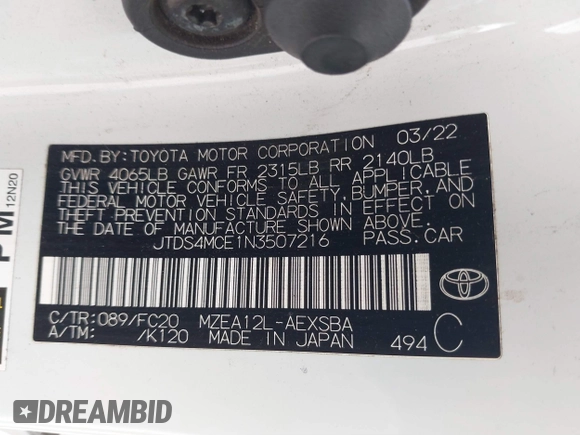 MFD.BY:TOYOTA MOTOR CORPORATION 03/22
GVWR 4065LB GAWR FR 2315LB RR 2140LB
THIS VEHICLE CONFORMS TO ALL APPLICABLE
FEDERAL MOTOR VEHICLE SAFETY, BUMPER, AND
THEFT PREVENTION STANDARDS IN EFFECT ON
THE DATE OF MANUFACTURE SHOWN ABOVE.
JTDS4MCE1N3507216 PASS.CAR
C/TR:089/FC20 MZEA12L-AEXSBA
A/TM: /K120 MADE IN JAPAN 494 C
TOYOTA
PM
12N20
DREAMBID